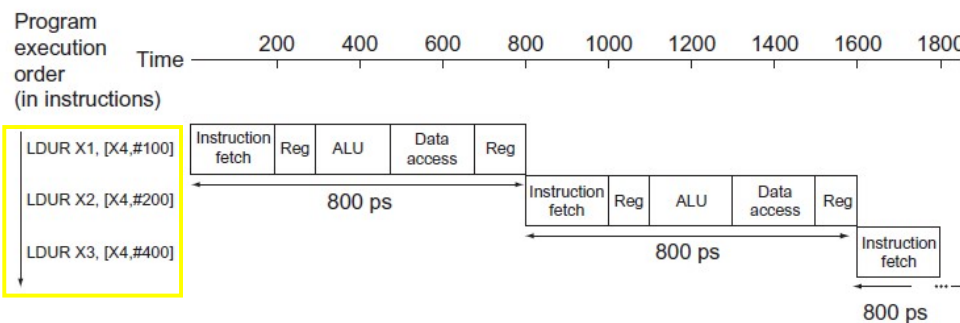 Program
execution
order
(in instructions)
Time
200 400 600 800 1000 1200 1400 1600 1800
LDUR X1, [X4,#100]
Instruction
fetch
Reg
ALU
Data
access
Reg
800 ps
LDUR X2, [X4,#200]
Instruction
fetch
Reg
ALU
Data
access
Reg
800 ps
LDUR X3, [X4,#400]
Instruction
fetch
...
800 ps